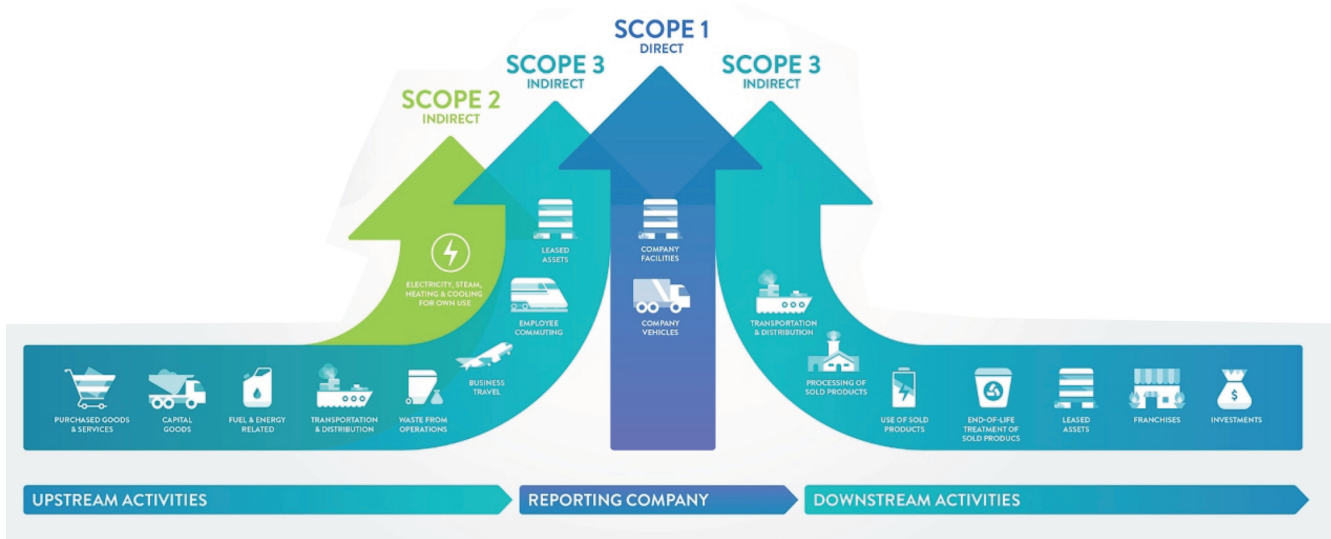 SCOPE 1
DIRECT
SCOPE 3
INDIRECT
SCOPE 3
INDIRECT
SCOPE 2
INDIRECT
ELECTRICITY, STEAM,
HEATING & COOLING
FOR OWN USE
LEASED
ASSETS
EMPLOYEE
COMMUTING
BUSINESS
TRAVEL
COMPANY
FACILITIES
COMPANY
VEHICLES
TRANSPORTATION
& DISTRIBUTION
PROCESSING OF
SOLD PRODUCTS
PURCHASED GOODS
& SERVICES
CAPITAL
GOODS
FUEL & ENERGY
RELATED
TRANSPORTATION
& DISTRIBUTION
WASTE FROM
OPERATIONS
USE OF SOLD
PRODUCTS
END-OF-LIFE
TREATMENT OF
SOLD PRODUCS
LEASED
ASSETS
FRANCHISES
$
INVESTMENTS
UPSTREAM ACTIVITIES
REPORTING COMPANY
DOWNSTREAM ACTIVITIES